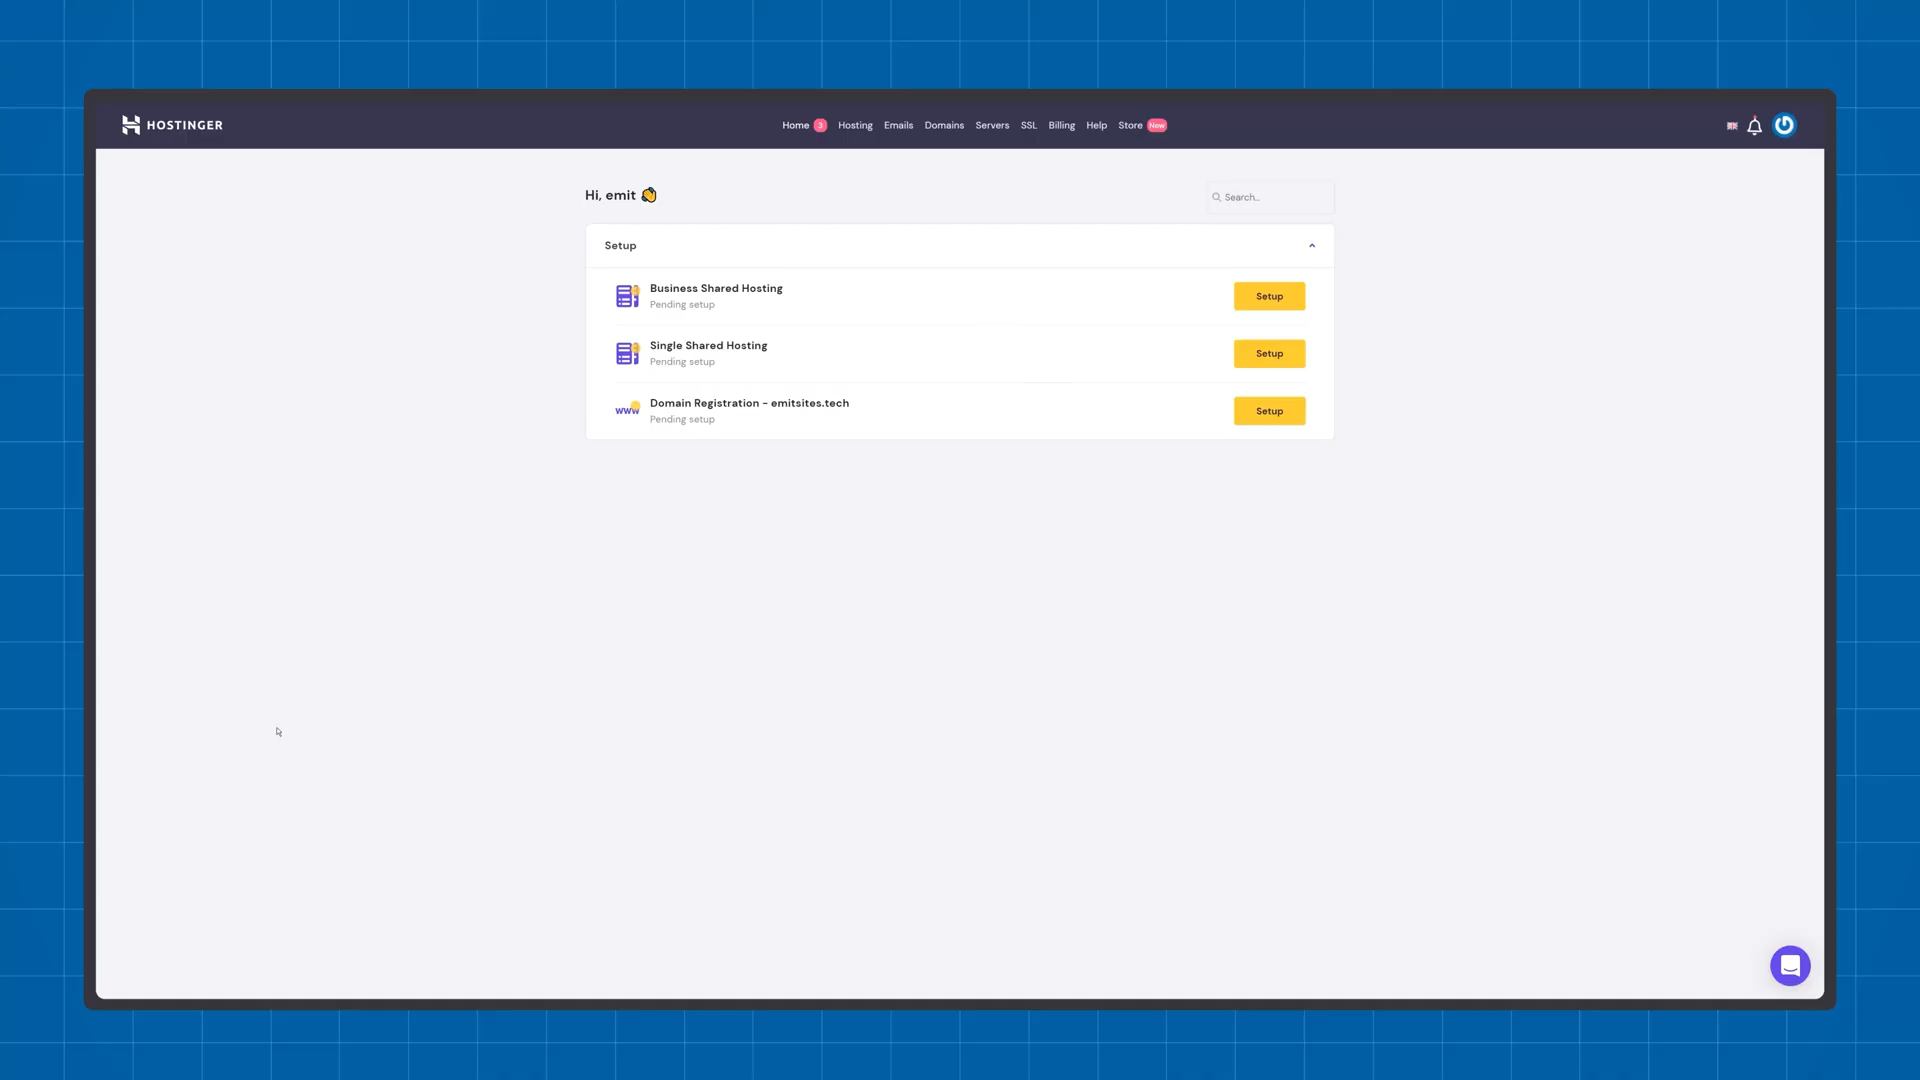 HOSTINGER
Home 3 Hosting Emails Domains Servers SSL Billing Help Store New
Hi, emit
Search...
Setup
Business Shared Hosting
Pending setup
Setup
Single Shared Hosting
Pending setup
Setup
www
Domain Registration - emitsites.tech
Pending setup
Setup